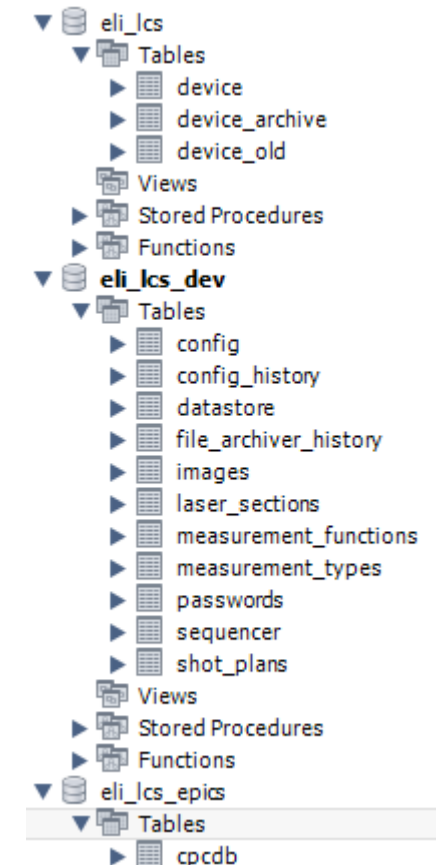 eli_lcs
Tables
device
device_archive
device_old
Views
Stored Procedures
Functions
eli_lcs_dev
Tables
config
config_history
datastore
file_archiver_history
images
laser_sections
measurement_functions
measurement_types
passwords
sequencer
shot_plans
Views
Stored Procedures
Functions
eli_lcs_epics
Tables
cpcdb